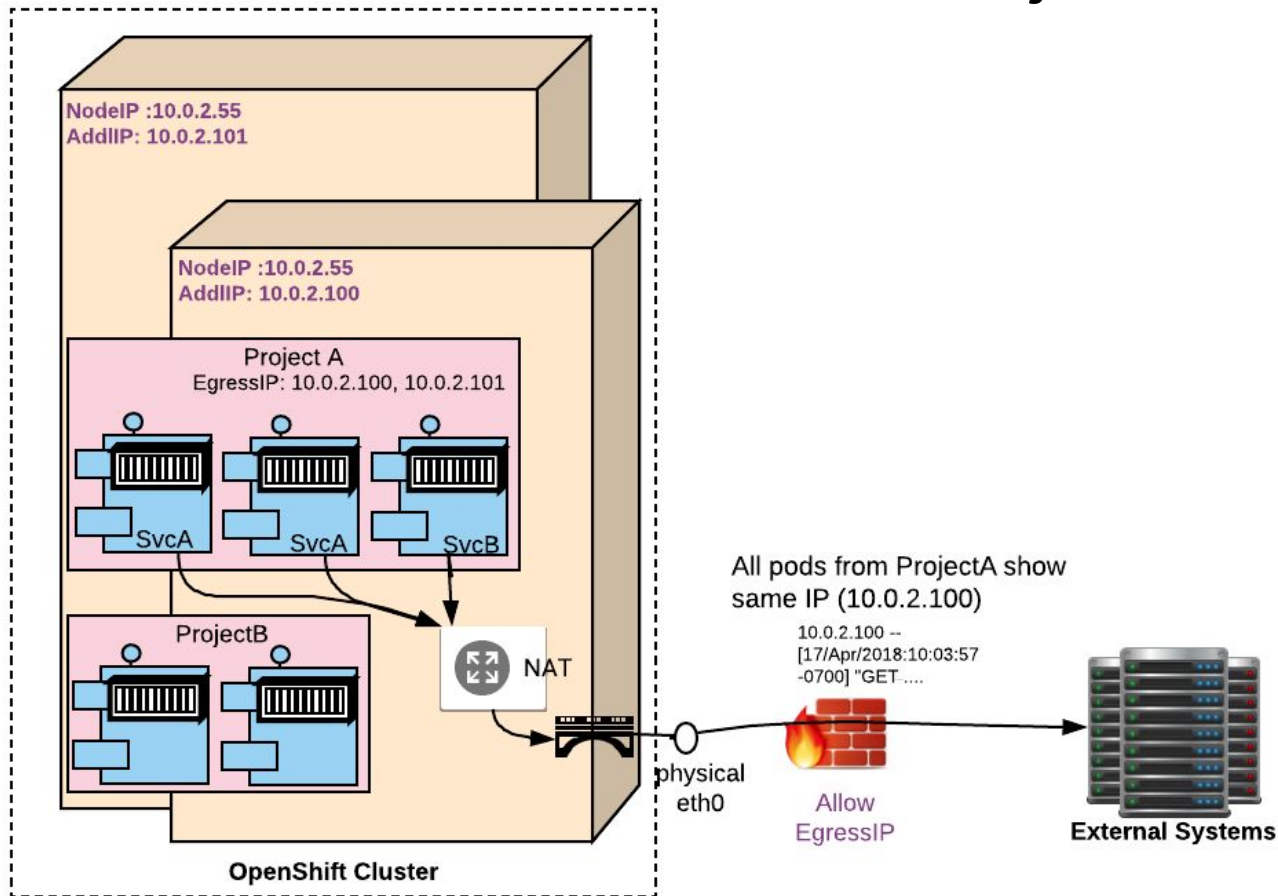 NodeIP :10.0.2.55
AddlIP: 10.0.2.101
NodeIP :10.0.2.55
AddlIP: 10.0.2.100
Project A
EgressIP: 10.0.2.100, 10.0.2.101
SvcA
SvcA
SvcB
ProjectB
NAT
All pods from ProjectA show
same IP (10.0.2.100)
10.0.2.100 --
[17/Apr/2018:10:03:57
-0700] "GET ....
physical
eth0
Allow
EgressIP
External Systems
OpenShift Cluster